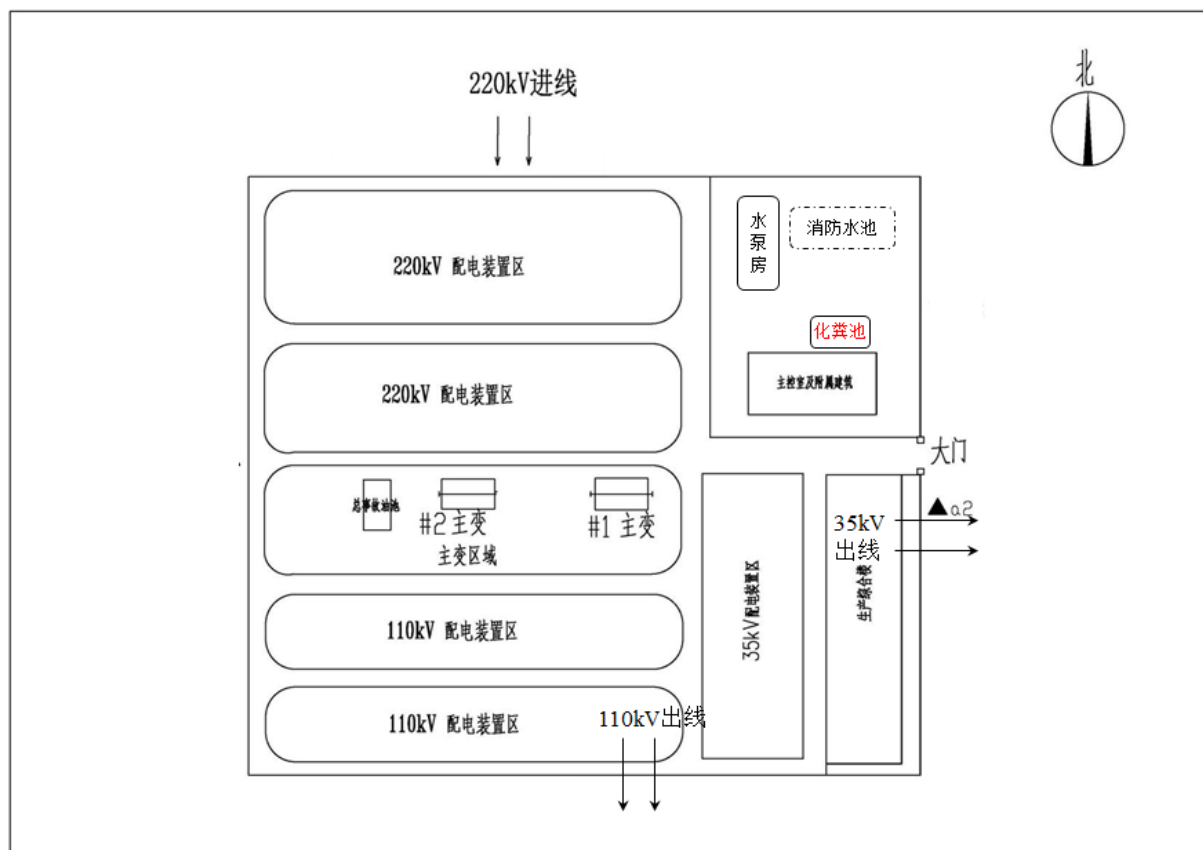 北
220kV进线
水泵房
消防水池
220kV 配电装置区
化粪池
主控室及附属建筑
220kV 配电装置区
大门
总事故油池
#2 主变
#1 主变
主变区域
a2
35kV
出线
生产综合楼
35kV配电装置区
110kV 配电装置区
110kV 配电装置区
110kV出线